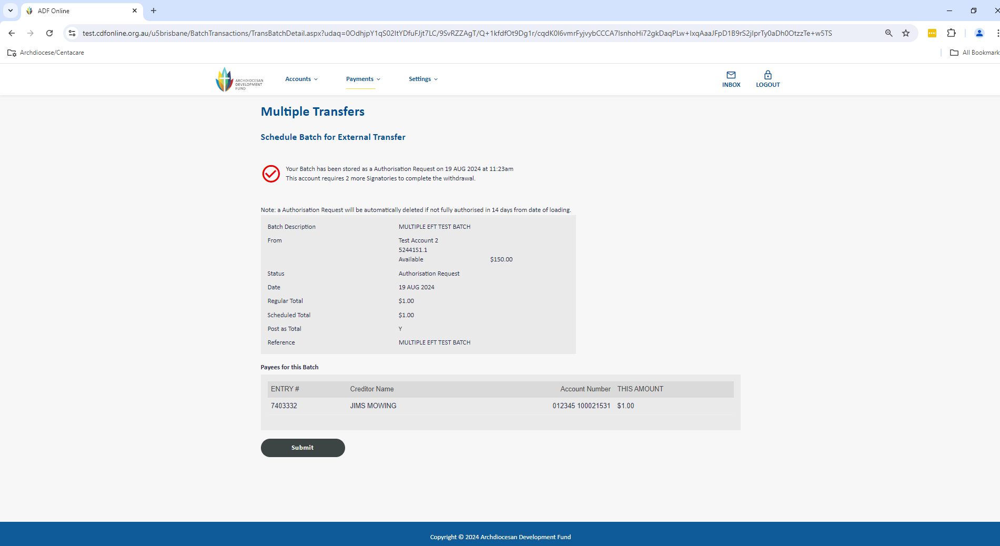 ADF Online
test.cdfonline.org.au/u5brisbane/BatchTransactions/TransBatchDetail.aspx?udaq=0OdhjpY1qS02ItYDfuFJjt7LC/9SvRZZAgT/Q+1kfdfOt9Dg1r/cqdK0l6vmrFyjvybCCCA7IsnhoHi72gkDaqPLw+IxqAaaJFpD1B9rS2jIprTy0aDh0OtzzTe+w5TS
Archdiocese/Centacare
All Bookmark
ARCHDIOCESAN
DEVELOPMENT
FUND
Accounts
Payments
Settings
INBOX
LOGOUT
Multiple Transfers
Schedule Batch for External Transfer
Your Batch has been stored as a Authorisation Request on 19 AUG 2024 at 11:23am
This account requires 2 more Signatories to complete the withdrawal.
Note: a Authorisation Request will be automatically deleted if not fully authorised in 14 days from date of loading.
Batch Description MULTIPLE EFT TEST BATCH
From Test Account 2
52441S1.1
Available $150.00
Status Authorisation Request
Date 19 AUG 2024
Regular Total $1.00
Scheduled Total $1.00
Post as Total Y
Reference MULTIPLE EFT TEST BATCH
Payees for this Batch
ENTRY # Creditor Name Account Number THIS AMOUNT
7403332 JIMS MOWING 012345 100021531 $1.00
Submit
Copyright © 2024 Archdiocesan Development Fund